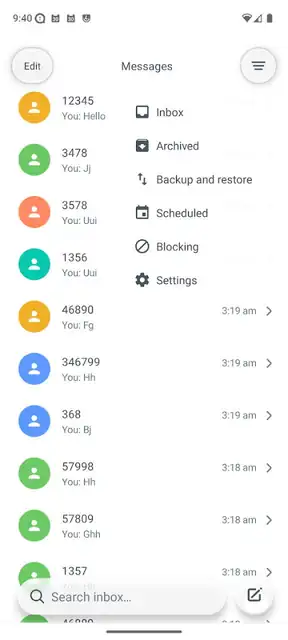 9:40
Edit
Messages
12345
You: Hello
Inbox
3478
You: Jj
Archived
Backup and restore
3578
You: Uui
Scheduled
1356
You: Uui
Blocking
Settings
46890
You: Fg
3:19 am
346799
You: Hh
3:19 am
368
You: Bj
3:19 am
57998
You: Hh
3:18 am
57809
You: Ghh
3:18 am
1357
3:18 am
Search inbox...